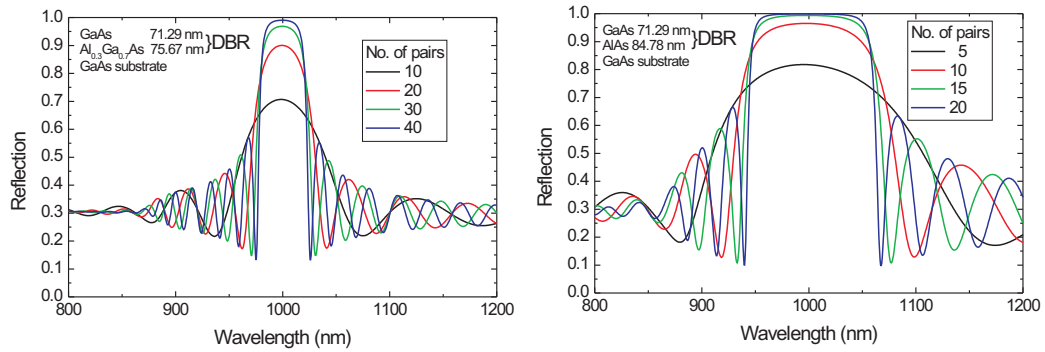 GaAs 71.29 nm
Al0.3Ga0.7As 75.67 nm
}DBR
GaAs substrate
No. of pairs
10
20
30
40
1.0
0.9
0.8
0.7
0.6
0.5
0.4
0.3
0.2
0.1
0.0
Reflection
800 900 1000 1100 1200
Wavelength (nm)
GaAs 71.29 nm
AlAs 84.78 nm
}DBR
GaAs substrate
No. of pairs
5
10
15
20
1.0
0.9
0.8
0.7
0.6
0.5
0.4
0.3
0.2
0.1
0.0
Reflection
800 900 1000 1100 1200
Wavelength (nm)